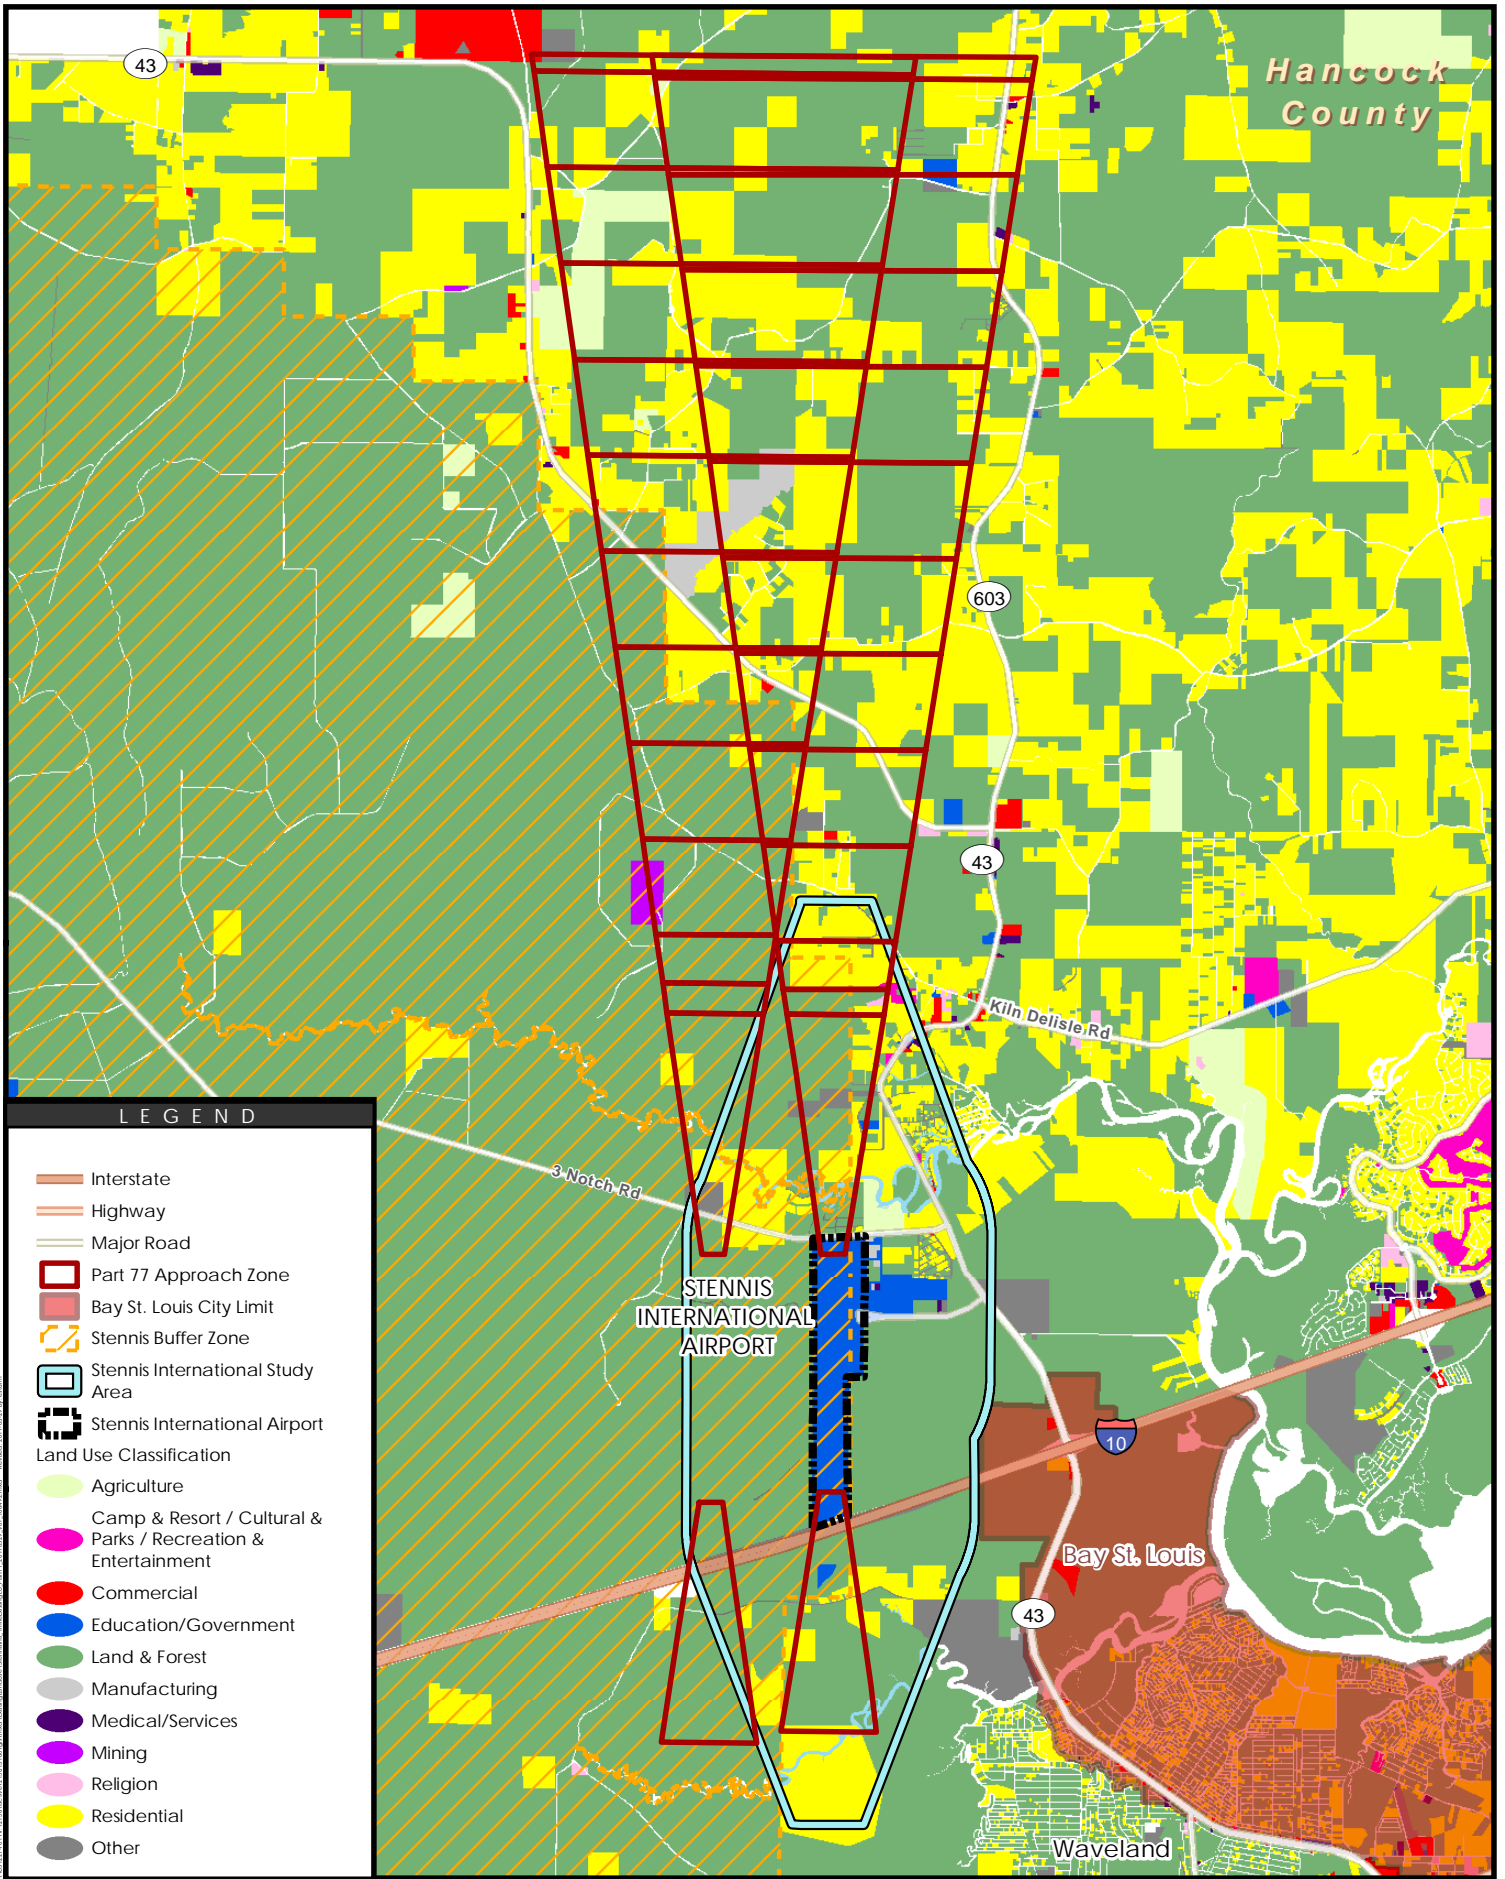 43
Hancock
County
603
43
Kiln Delisle Rd
3 Notch Rd
STENNIS
INTERNATIONAL
AIRPORT
10
Bay St. Louis
43
Waveland
LEGEND
Interstate
Highway
Major Road
Part 77 Approach Zone
Bay St. Louis City Limit
Stennis Buffer Zone
Stennis International Study
Area
Stennis International Airport
Land Use Classification
Agriculture
Camp & Resort / Cultural &
Parks / Recreation &
Entertainment
Commercial
Education/Government
Land & Forest
Manufacturing
Medical/Services
Mining
Religion
Residential
Other